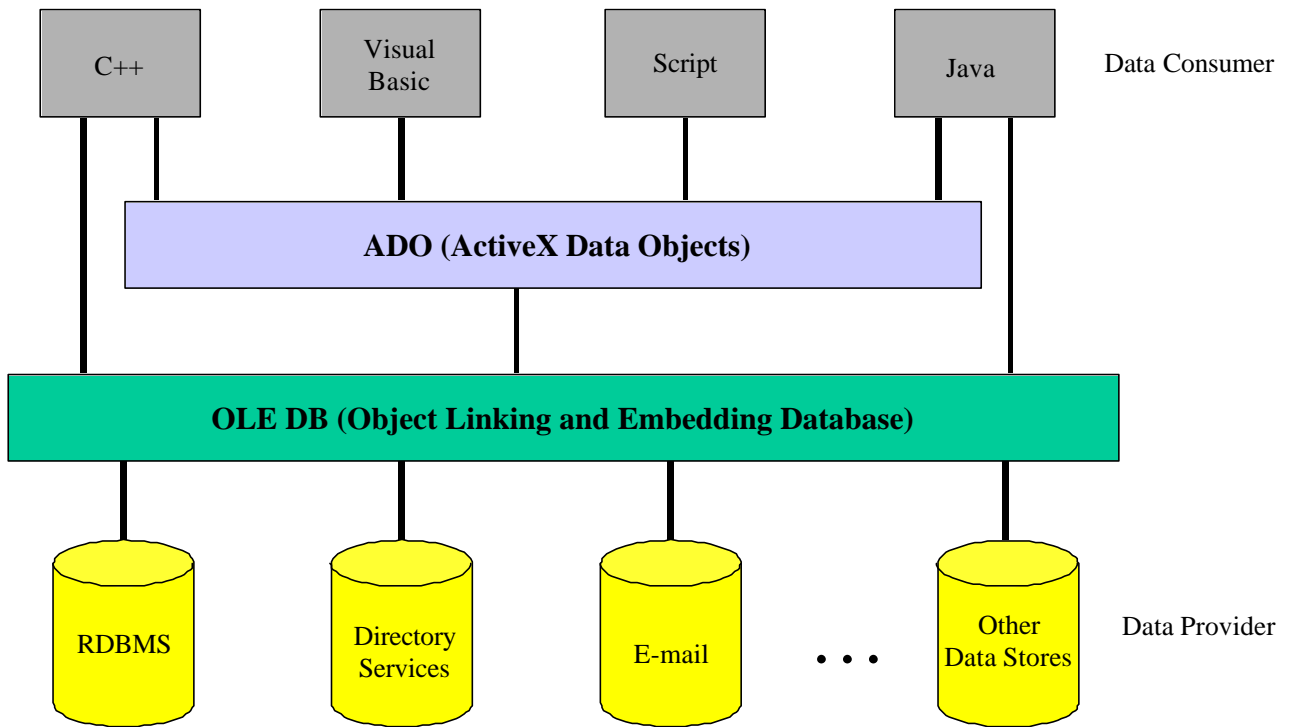 C++
Visual
Basic
Script
Java
Data Consumer
ADO (ActiveX Data Objects)
OLE DB (Object Linking and Embedding Database)
RDBMS
Directory
Services
E-mail
. . .
Other
Data Stores
Data Provider